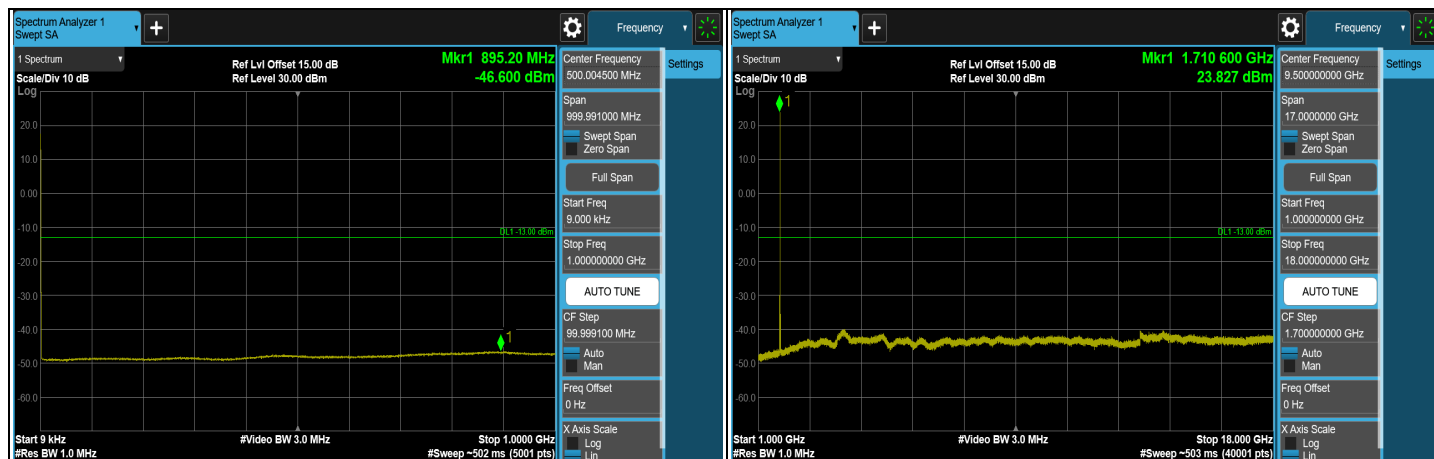 Spectrum Analyzer 1
Swept SA
+
Frequency
1 Spectrum
Scale/Div 10 dB
Log
Ref Lvl Offset 15.00 dB
Ref Level 30.00 dBm
Mkr1 895.20 MHz
-46.600 dBm
20.0
10.0
0.00
-10.0
-20.0
-30.0
-40.0
-50.0
-60.0
DL1 -13.00 dBm
1
Start 9 kHz
#Res BW 1.0 MHz
#Video BW 3.0 MHz
Stop 1.0000 GHz
#Sweep ~502 ms (5001 pts)
Center Frequency
500.004500 MHz
Span
999.991000 MHz
Swept Span
Zero Span
Full Span
Start Freq
9.000 kHz
Stop Freq
1.000000000 GHz
AUTO TUNE
CF Step
99.999100 MHz
Auto
Man
Freq Offset
0 Hz
X Axis Scale
Log
Lin
Settings
Spectrum Analyzer 1
Swept SA
+
Frequency
1 Spectrum
Scale/Div 10 dB
Log
Ref Lvl Offset 15.00 dB
Ref Level 30.00 dBm
Mkr1 1.710 600 GHz
23.827 dBm
1
20.0
10.0
0.00
-10.0
-20.0
-30.0
-40.0
-50.0
-60.0
DL1 -13.00 dBm
Start 1.000 GHz
#Res BW 1.0 MHz
#Video BW 3.0 MHz
Stop 18.000 GHz
#Sweep ~503 ms (40001 pts)
Center Frequency
9.500000000 GHz
Span
17.0000000 GHz
Swept Span
Zero Span
Full Span
Start Freq
1.000000000 GHz
Stop Freq
18.000000000 GHz
AUTO TUNE
CF Step
1.700000000 GHz
Auto
Man
Freq Offset
0 Hz
X Axis Scale
Log
Lin
Settings